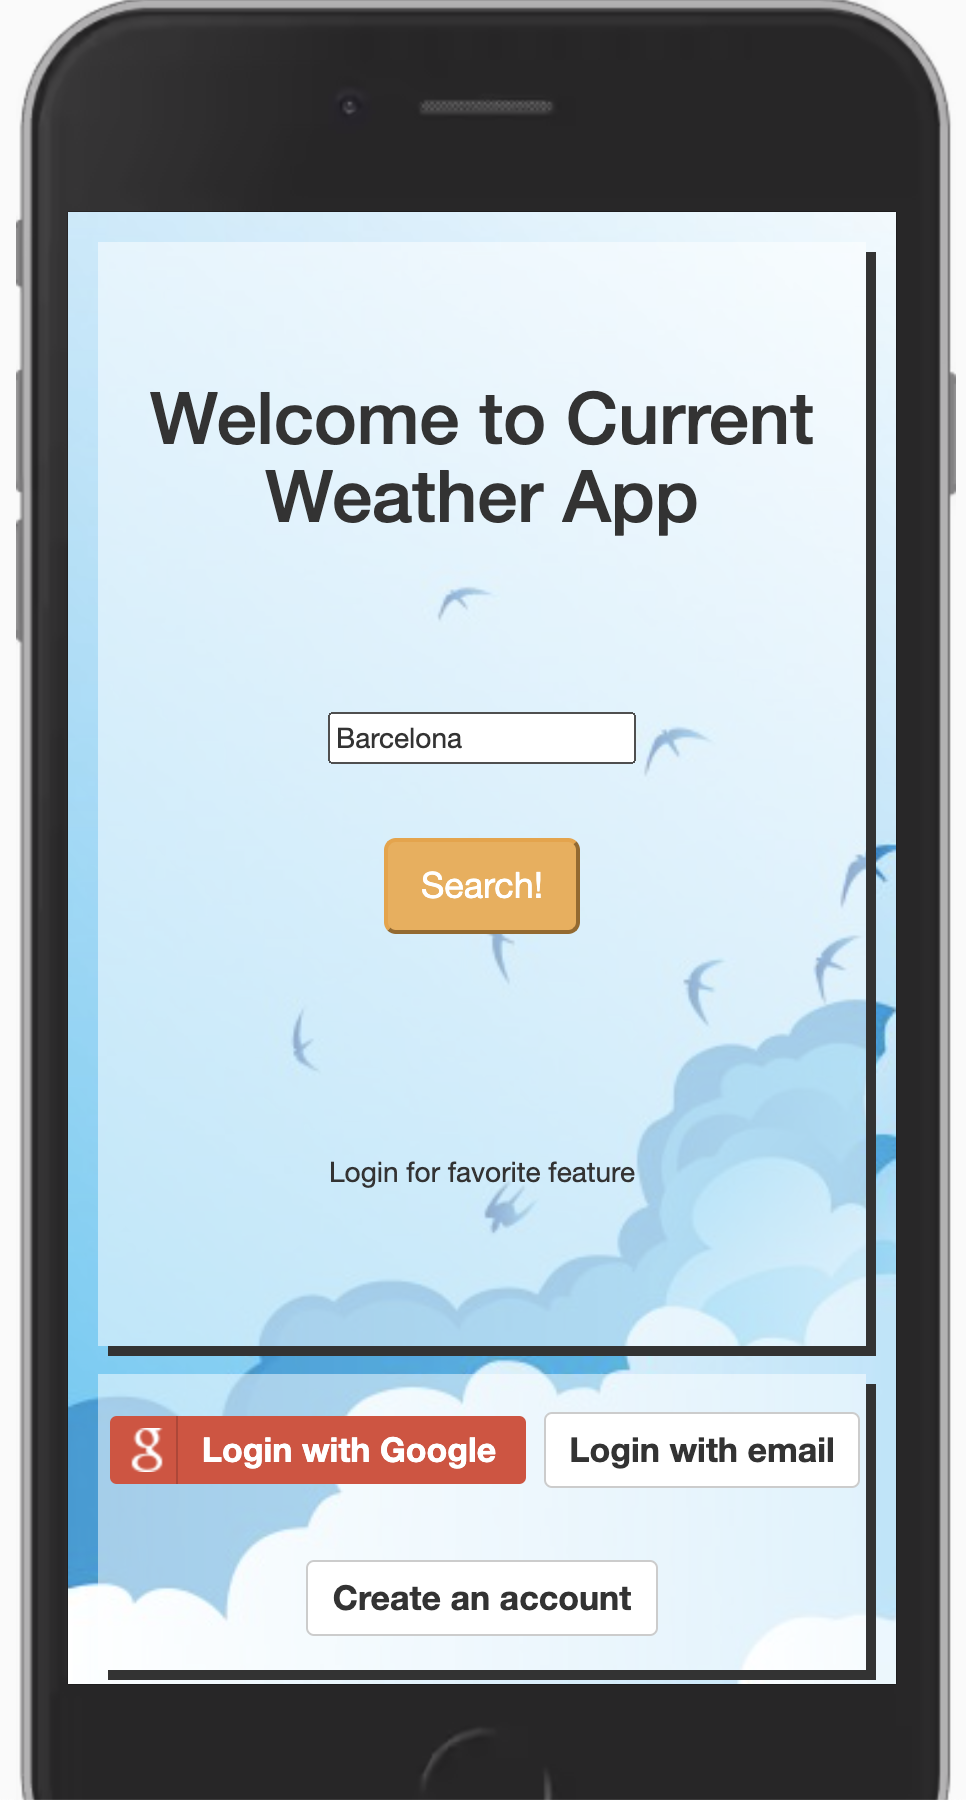 Welcome to Current
Weather App
Barcelona
Search!
Login for favorite feature
g Login with Google
Login with email
Create an account